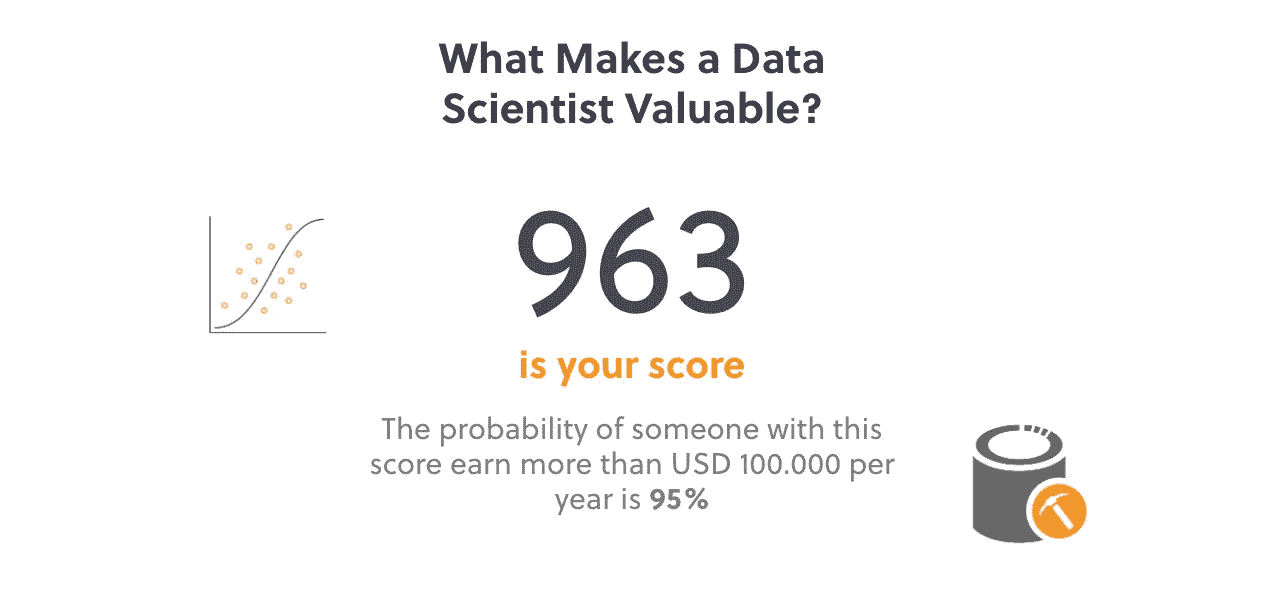 What Makes a Data
Scientist Valuable?
963
is your score
The probability of someone with this
score earn more than USD 100.000 per
year is 95%